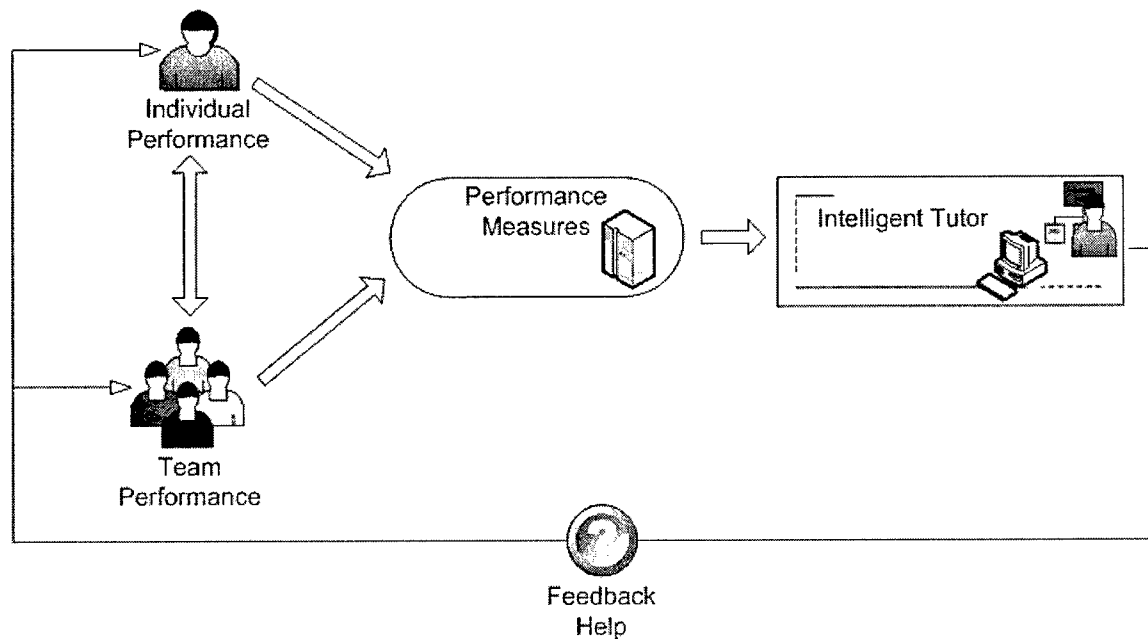 Individual
Performance
Performance
Measures
Intelligent Tutor
Team
Performance
Feedback
Help